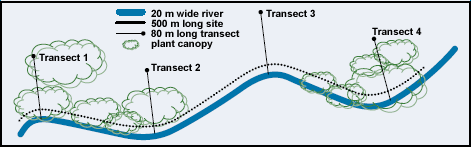 20 m wide river
500 m long site
80 m long transect
plant canopy
Transect 1
Transect 2
Transect 3
Transect 4